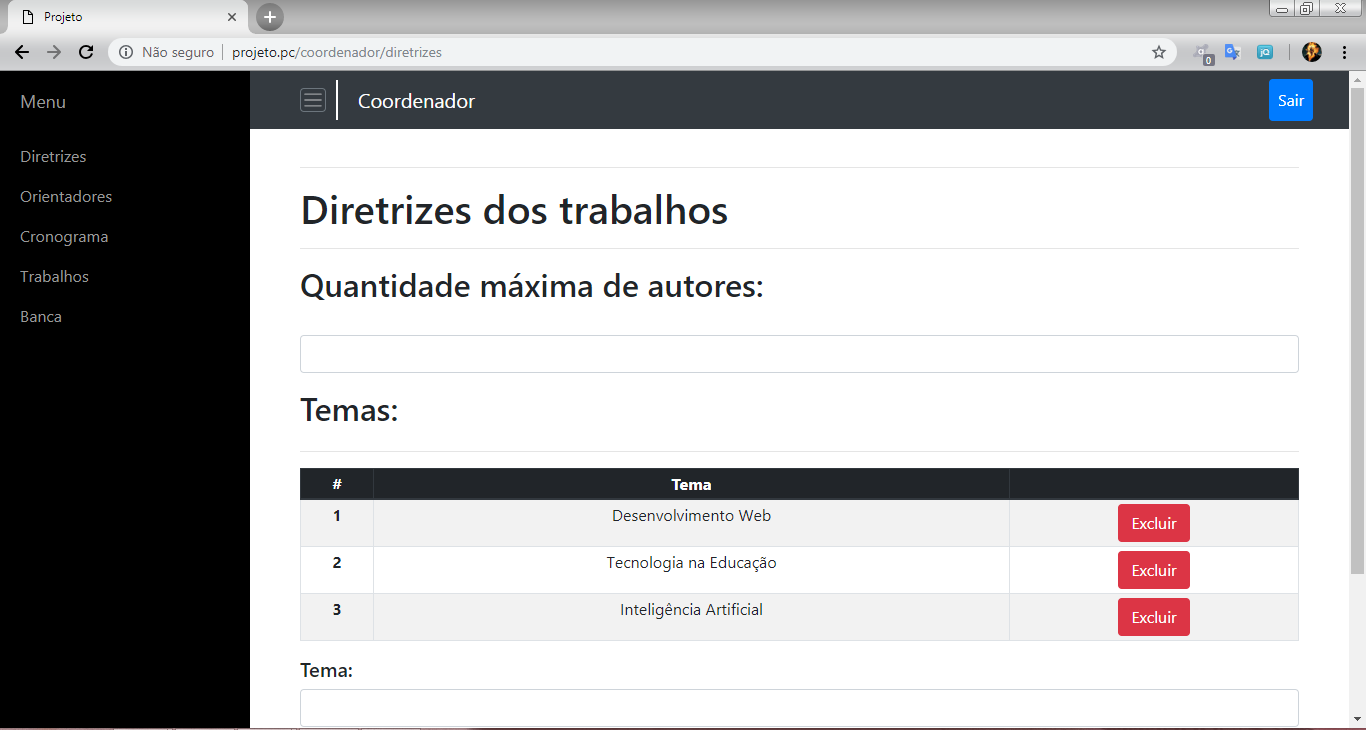 Projeto
Não seguro
projeto.pc/coordenador/diretrizes
0
jQ
Menu
Coordenador
Sair
Diretrizes
Orientadores
Cronograma
Trabalhos
Banca
Diretrizes dos trabalhos
Quantidade máxima de autores:
Temas:
# Tema
1 Desenvolvimento Web Excluir
2 Tecnologia na Educação Excluir
3 Inteligência Artificial Excluir
Tema: